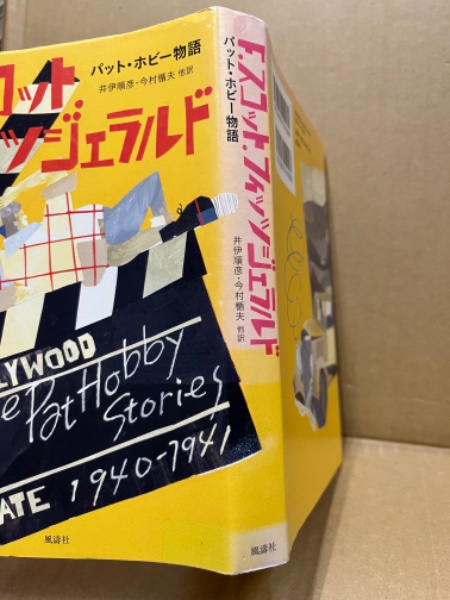 コット、
ッツジェラルド
パット・ホビー物語
井伊順彦・今村楯夫 他訳
LYWOOD
e Pat Hobby
Stories
ATE 1940-1941
風濤社
F・スコット・フィッツジェラルド
パット・ホビー物語
井伊順彦・今村楯夫 他訳
風濤社